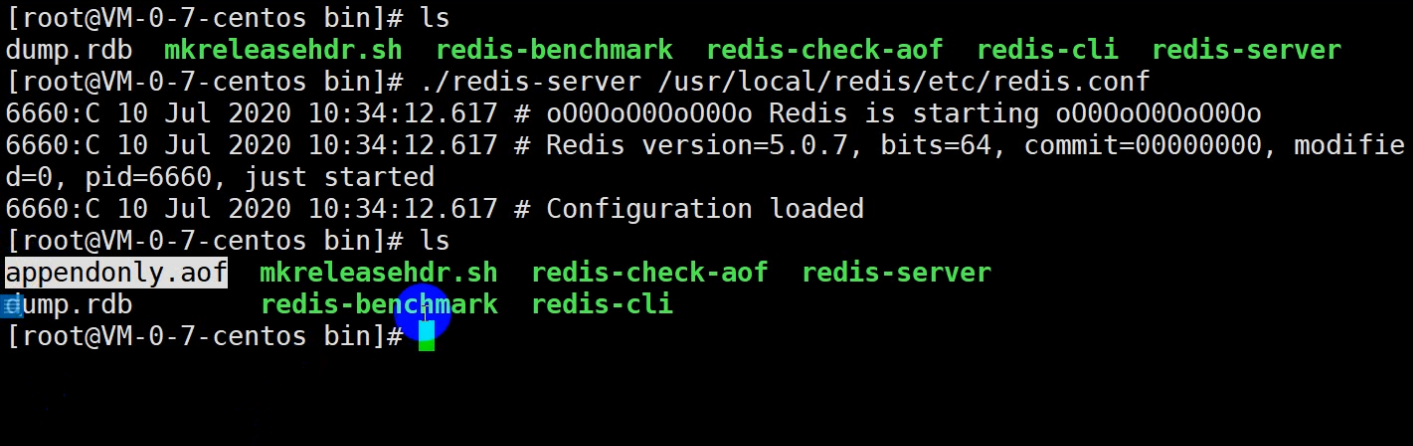 [root@VM-0-7-centos bin]# ls
dump.rdb  mkreleasehdr.sh  redis-benchmark  redis-check-aof  redis-cli  redis-server
[root@VM-0-7-centos bin]# ./redis-server /usr/local/redis/etc/redis.conf
6660:C 10 Jul 2020 10:34:12.617 # oO0OoO0OoO0Oo Redis is starting oO0OoO0OoO0Oo
6660:C 10 Jul 2020 10:34:12.617 # Redis version=5.0.7, bits=64, commit=00000000, modifie
d=0, pid=6660, just started
6660:C 10 Jul 2020 10:34:12.617 # Configuration loaded
[root@VM-0-7-centos bin]# ls
appendonly.aof  mkreleasehdr.sh  redis-check-aof  redis-server
dump.rdb        redis-benchmark  redis-cli
[root@VM-0-7-centos bin]#